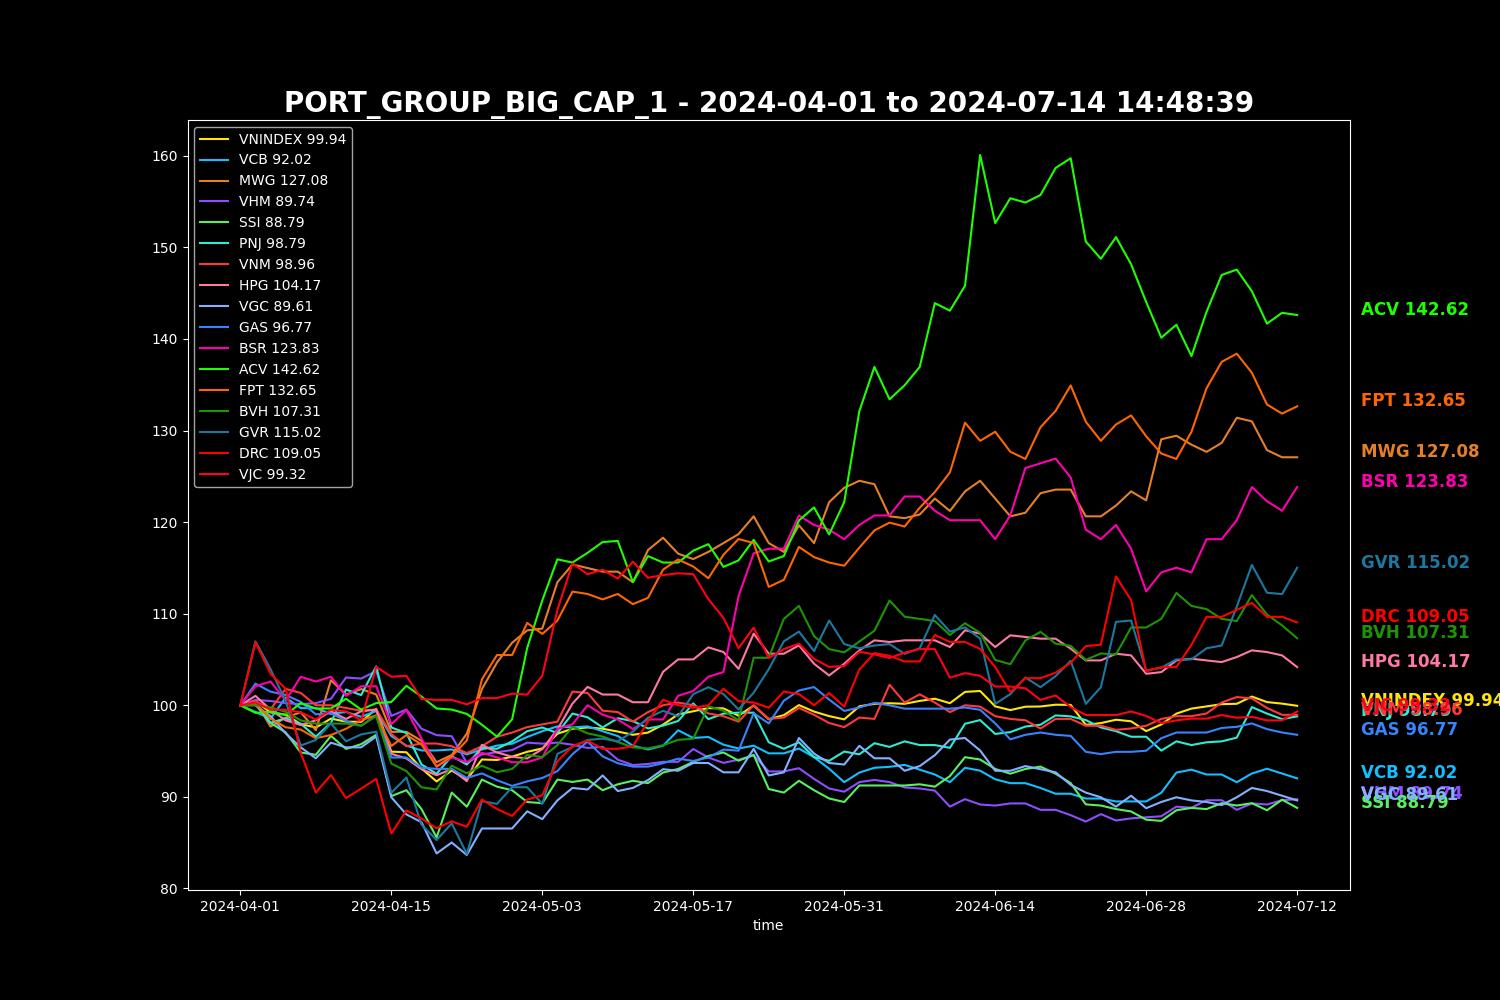 PORT_GROUP_BIG_CAP_1 - 2024-04-01 to 2024-07-14 14:48:39
VNINDEX 99.94
VCB 92.02
MWG 127.08
VHM 89.74
SSI 88.79
PNJ 98.79
VNM 98.96
HPG 104.17
VGC 89.61
GAS 96.77
BSR 123.83
ACV 142.62
FPT 132.65
BVH 107.31
GVR 115.02
DRC 109.05
VJC 99.32
160
150
140
130
120
110
100
90
80
ACV 142.62
FPT 132.65
MWG 127.08
BSR 123.83
GVR 115.02
DRC 109.05
BVH 107.31
HPG 104.17
VNINDEX 99.94
GAS 96.77
VCB 92.02
VGC 89.61
SSI 88.79
2024-04-01
2024-04-15
2024-05-03
2024-05-17
2024-05-31
2024-06-14
2024-06-28
2024-07-12
time